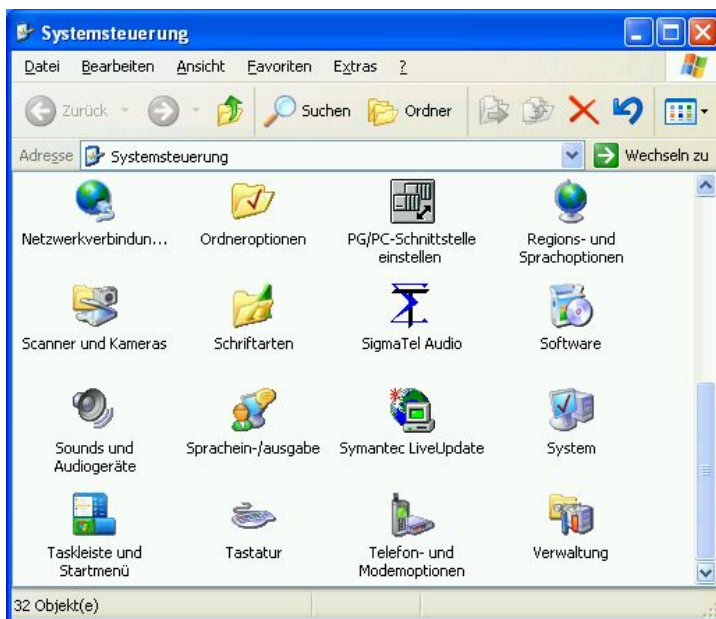 Systemsteuerung
Datei Bearbeiten Ansicht Favoriten Extras ?
Zurück Suchen Ordner
Adresse Systemsteuerung Wechseln zu
Netzwerkverbindun... Ordneroptionen PG/PC-Schnittstelle Regions- und
einstellen Sprachoptionen
Scanner und Kameras Schriftarten SigmaTel Audio Software
Sounds und Sprachein-/ausgabe Symantec LiveUpdate System
Audiogeräte
Taskleiste und Tastatur Telefon- und Verwaltung
Startmenü Modemoptionen
32 Objekt(e)